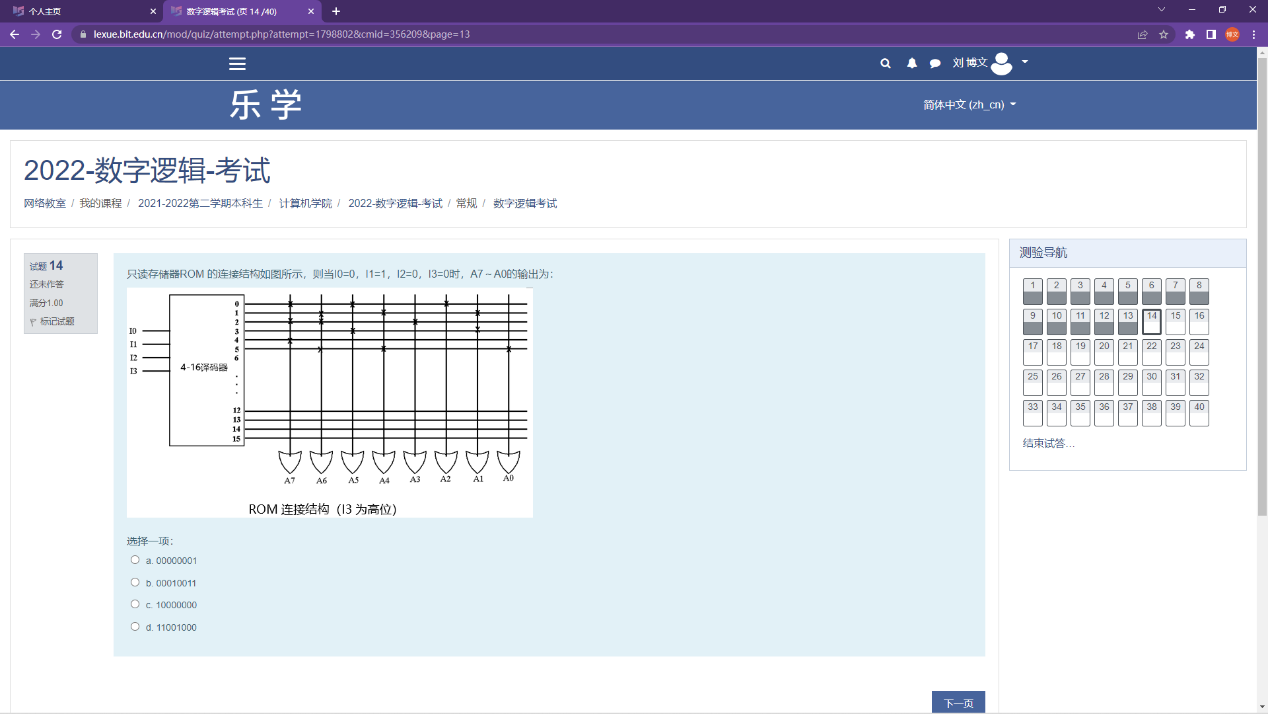 个人主页
数字逻辑考试 (页 14 /40)
lexue.bit.edu.cn/mod/quiz/attempt.php?attempt=1798802&cmid=356209&page=13
博文
刘 博文
乐 学
简体中文 (zh_cn)
2022-数字逻辑-考试
网络教室 / 我的课程 / 2021-2022第二学期本科生 / 计算机学院 / 2022-数字逻辑-考试 / 常规 / 数字逻辑考试
试题 14
还未作答
满分1.00
标记试题
只读存储器ROM 的连接结构如图所示，则当I0=0，I1=1，I2=0，I3=0时，A7～A0的输出为：
I0
I1
I2
I3
4-16译码器
0
1
2
3
4
5
6
12
13
14
15
A7 A6 A5 A4 A3 A2 A1 A0
ROM 连接结构（I3 为高位）
选择一项：
a. 00000001
b. 00010011
c. 10000000
d. 11001000
下一页
测验导航
1 2 3 4 5 6 7 8
9 10 11 12 13 14 15 16
17 18 19 20 21 22 23 24
25 26 27 28 29 30 31 32
33 34 35 36 37 38 39 40
结束试答...